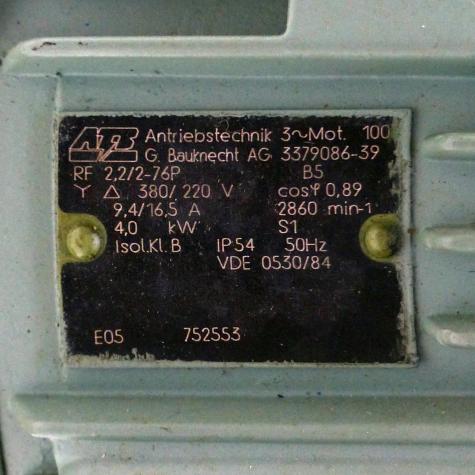 ATB Antriebstechnik 3~Mot. 100
G. Bauknecht AG 3379086-39
RF 2,2/2-76P B5
Y Δ 380/220 V cosφ 0,89
9,4/16,5 A 2860 min-1
4,0 kW S1
Isol.Kl.B IP54 50Hz
VDE 0530/84
E05 752553